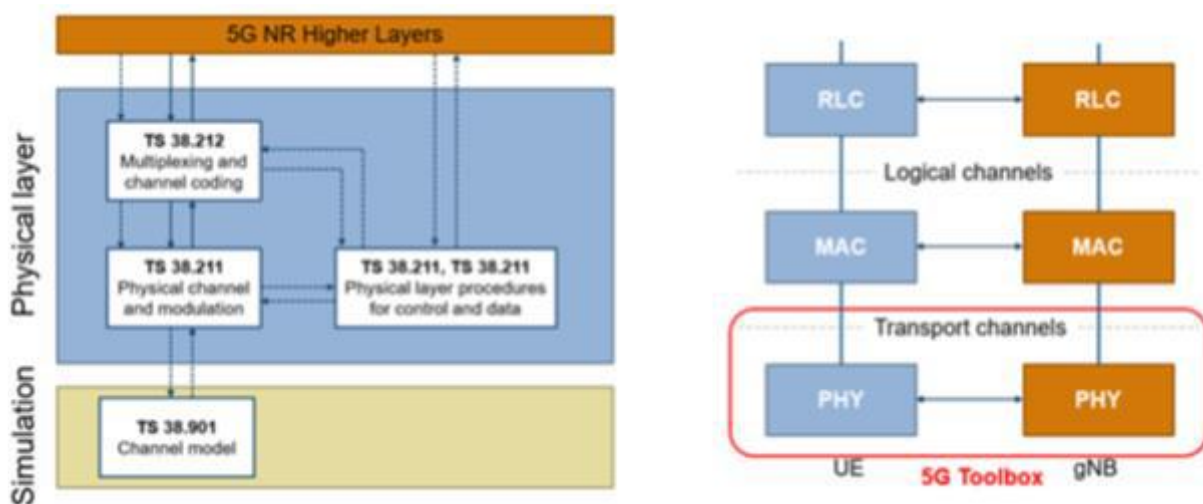 5G NR Higher Layers
Physical layer
TS 38.212
Multiplexing and
channel coding
TS 38.211
Physical channel
and modulation
TS 38.211, TS 38.211
Physical layer procedures
for control and data
Simulation
TS 38.901
Channel model
RLC
RLC
Logical channels
MAC
MAC
Transport channels
PHY
PHY
UE
5G Toolbox
gNB